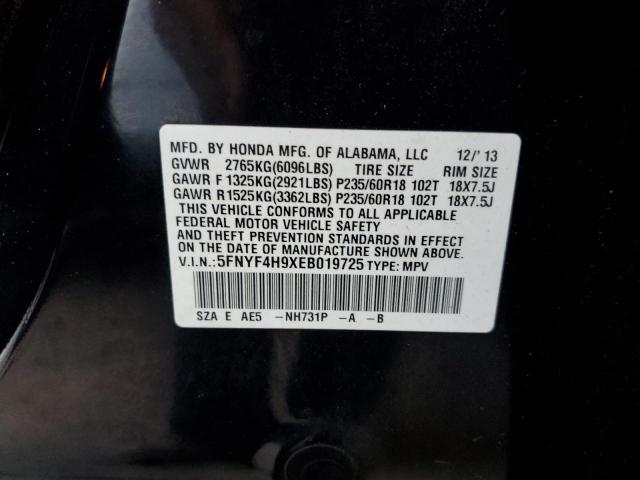 MFD. BY HONDA MFG. OF ALABAMA, LLC 12/'13
GVWR 2765KG(6096LBS) TIRE SIZE RIM SIZE
GAWR F 1325KG(2921LBS) P235/60R18 102T 18X7.5J
GAWR R1525KG(3362LBS) P235/60R18 102T 18X7.5J
THIS VEHICLE CONFORMS TO ALL APPLICABLE
FEDERAL MOTOR VEHICLE SAFETY
AND THEFT PREVENTION STANDARDS IN EFFECT
ON THE DATE OF MANUFACTURE SHOWN ABOVE.
V.I.N.:5FNYF4H9XEB019725 TYPE: MPV
SZA E AE5 -NH731P -A -B